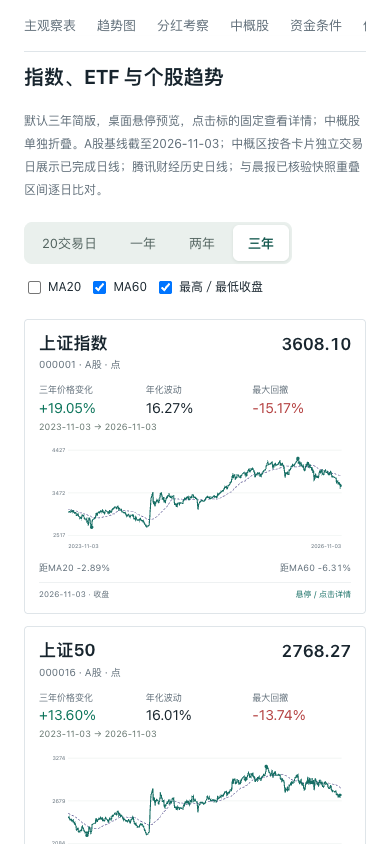 主观察表 趋势图 分红考察 中概股 资金条件
指数、ETF 与个股趋势
默认三年简版，桌面悬停预览，点击标的固定查看详情；中概股
单独折叠。A股基线截至2026-11-03；中概区按各卡片独立交易
日展示已完成日线；腾讯财经历史日线；与晨报已核验快照重叠
区间逐日比对。
20交易日 一年 两年 三年
MA20 MA60 最高 / 最低收盘
上证指数 3608.10
000001 · A股 · 点
三年价格变化 年化波动 最大回撤
+19.05% 16.27% -15.17%
2023-11-03 → 2026-11-03
4427
3472
2517
2023-11-03 2026-11-03
距MA20 -2.89% 距MA60 -6.31%
2026-11-03 · 收盘 悬停 / 点击详情
上证50 2768.27
000016 · A股 · 点
三年价格变化 年化波动 最大回撤
+13.60% 16.01% -13.74%
2023-11-03 → 2026-11-03
3274
2679